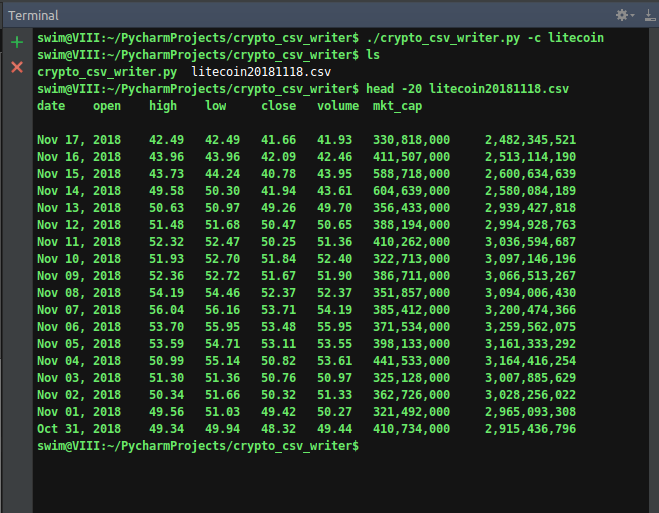 Terminal
swim@VIII:~/PycharmProjects/crypto_csv_writer$ ./crypto_csv_writer.py -c litecoin
swim@VIII:~/PycharmProjects/crypto_csv_writer$ ls
crypto_csv_writer.py  litecoin20181118.csv
swim@VIII:~/PycharmProjects/crypto_csv_writer$ head -20 litecoin20181118.csv
date    open    high    low     close   volume  mkt_cap
Nov 17, 2018    42.49   42.49   41.66   41.93   330,818,000     2,482,345,521
Nov 16, 2018    43.96   43.96   42.09   42.46   411,507,000     2,513,114,190
Nov 15, 2018    43.73   44.24   40.78   43.95   588,718,000     2,600,634,639
Nov 14, 2018    49.58   50.30   41.94   43.61   604,639,000     2,580,084,189
Nov 13, 2018    50.63   50.97   49.26   49.70   356,433,000     2,939,427,818
Nov 12, 2018    51.48   51.68   50.47   50.65   388,194,000     2,994,928,763
Nov 11, 2018    52.32   52.47   50.25   51.36   410,262,000     3,036,594,687
Nov 10, 2018    51.93   52.70   51.84   52.40   322,713,000     3,097,146,196
Nov 09, 2018    52.36   52.72   51.67   51.90   386,711,000     3,066,513,267
Nov 08, 2018    54.19   54.46   52.37   52.37   351,857,000     3,094,006,430
Nov 07, 2018    56.04   56.16   53.71   54.19   385,412,000     3,200,474,366
Nov 06, 2018    53.70   55.95   53.48   55.95   371,534,000     3,259,562,075
Nov 05, 2018    53.59   54.71   53.11   53.55   398,133,000     3,161,333,292
Nov 04, 2018    50.99   55.14   50.82   53.61   441,533,000     3,164,416,254
Nov 03, 2018    51.30   51.36   50.76   50.97   325,128,000     3,007,885,629
Nov 02, 2018    50.34   51.66   50.32   51.33   362,726,000     3,028,256,022
Nov 01, 2018    49.56   51.03   49.42   50.27   321,492,000     2,965,093,308
Oct 31, 2018    49.34   49.94   48.32   49.44   410,734,000     2,915,436,796
swim@VIII:~/PycharmProjects/crypto_csv_writer$